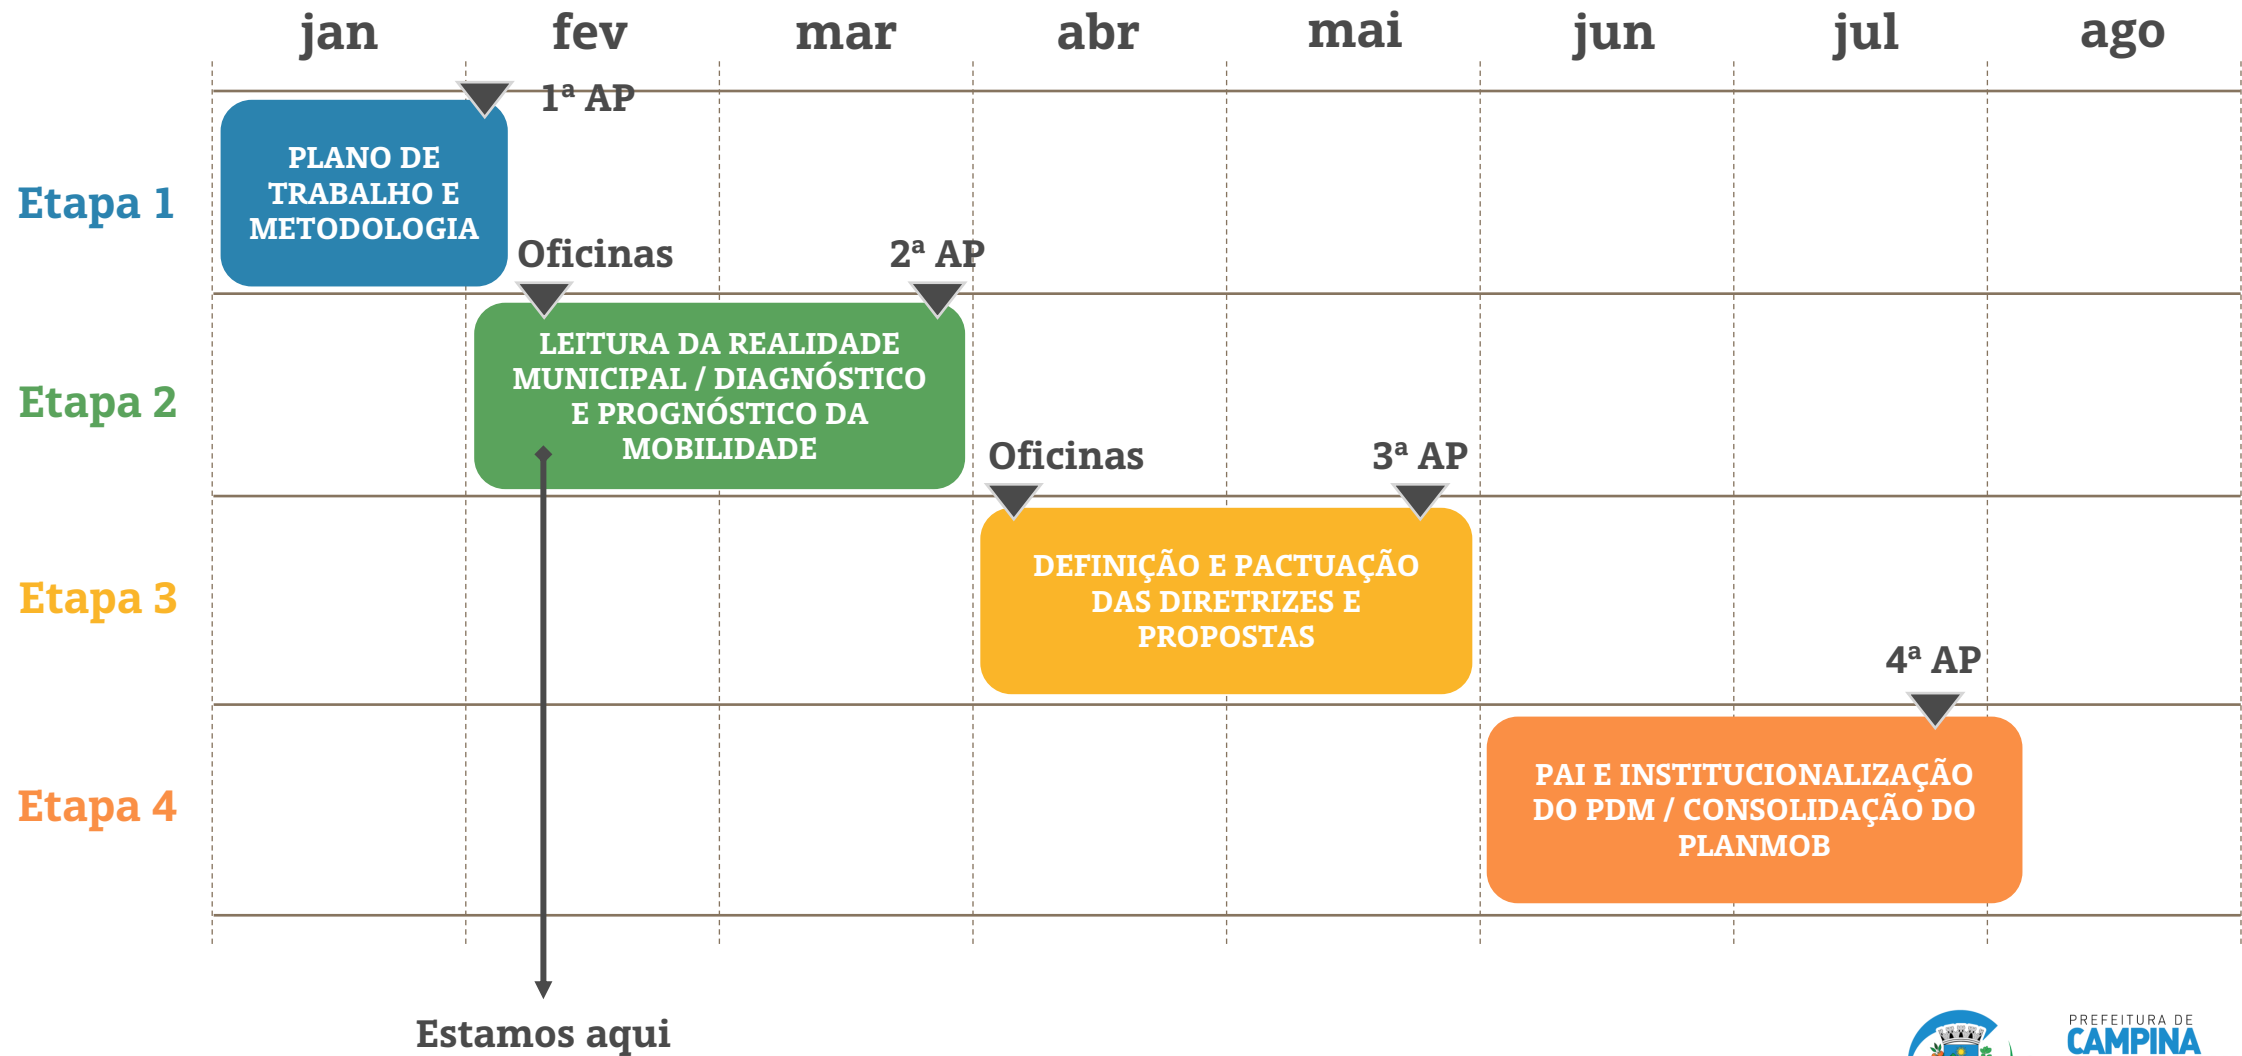 jan fev mar abr mai jun jul ago
1ª AP
Etapa 1
PLANO DE
TRABALHO E
METODOLOGIA
Oficinas
2ª AP
Etapa 2
LEITURA DA REALIDADE
MUNICIPAL / DIAGNÓSTICO
E PROGNÓSTICO DA
MOBILIDADE
Oficinas
3ª AP
Etapa 3
DEFINIÇÃO E PACTUAÇÃO
DAS DIRETRIZES E
PROPOSTAS
4ª AP
Etapa 4
PAI E INSTITUCIONALIZAÇÃO
DO PDM / CONSOLIDAÇÃO DO
PLANMOB
Estamos aqui
PREFEITURA DE
CAMPINA